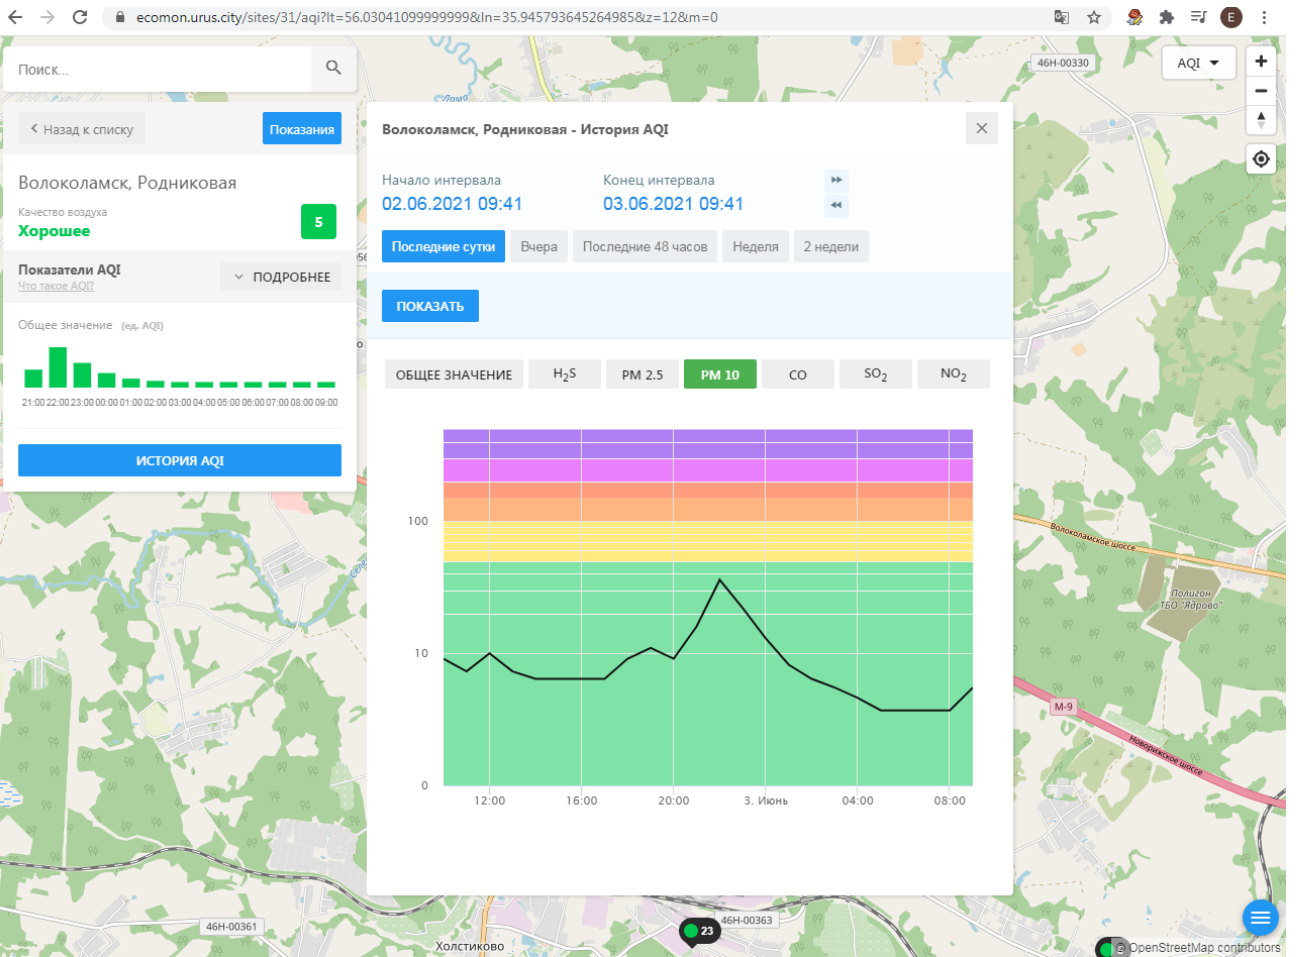 ecomon.urus.city/sites/31/aqi?lt=56.03041099999999&ln=35.945793645264985&z=12&m=0
E
Поиск...
Назад к списку
Показания
Волоколамск, Родниковая
Качество воздуха
Хорошее
5
Показатели AQI
Что такое AQI?
ПОДРОБНЕЕ
Общее значение (ед. AQI)
21:00 22:00 23:00 00:00 01:00 02:00 03:00 04:00 05:00 06:00 07:00 08:00 09:00
ИСТОРИЯ AQI
Волоколамск, Родниковая - История AQI
Начало интервала
Конец интервала
02.06.2021 09:41
03.06.2021 09:41
Последние сутки
Вчера
Последние 48 часов
Неделя
2 недели
ПОКАЗАТЬ
ОБЩЕЕ ЗНАЧЕНИЕ
H2S
PM 2.5
PM 10
CO
SO2
NO2
100
10
0
12:00
16:00
20:00
3. Июнь
04:00
08:00
46Н-00330
AQI
Лама
Волоколамское шоссе
Полигон
ТБО "Ядрово"
М-9
Новорижское шоссе
46Н-00361
Холстиково
23
46Н-00363
© OpenStreetMap contributors